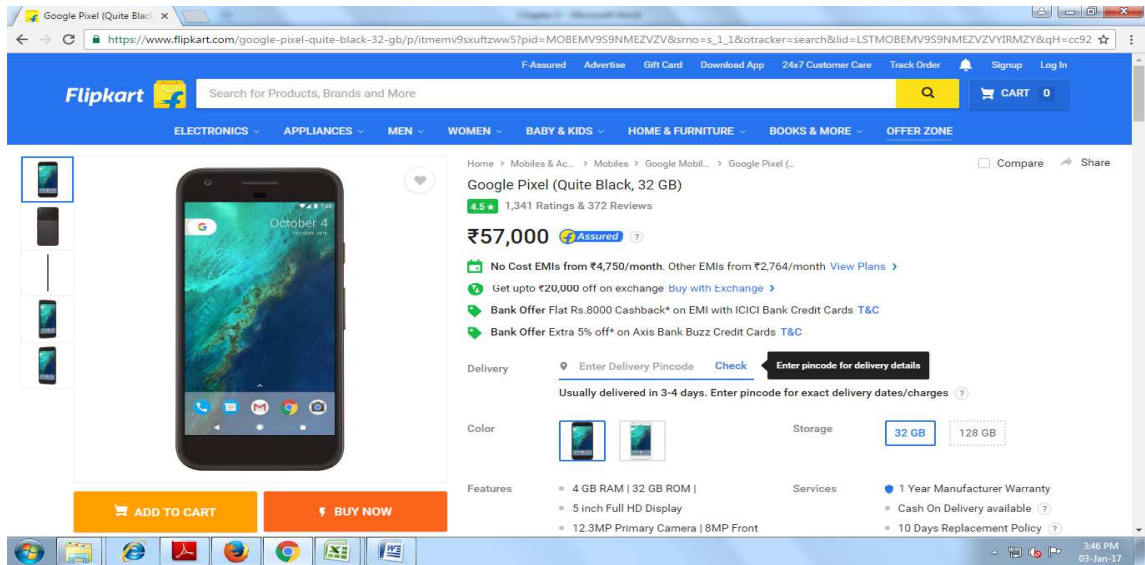 Google Pixel (Quite Blac
https://www.flipkart.com/google-pixel-quite-black-32-gb/p/itmemv9sxuftzww5?pid=MOBEMV9S9NMEZVZV&srno=s_1_1&otracker=search&lid=LSTMOBEMV9S9NMEZVZVYIRMZY&qH=cc92
F-Assured Advertise Gift Card Download App 24x7 Customer Care Track Order Signup Log In
Flipkart Search for Products, Brands and More CART 0
ELECTRONICS APPLIANCES MEN WOMEN BABY & KIDS HOME & FURNITURE BOOKS & MORE OFFER ZONE
Home > Mobiles & Ac... > Mobiles > Google Mobil... > Google Pixel (... Compare Share
Google Pixel (Quite Black, 32 GB)
4.5★ 1,341 Ratings & 372 Reviews
₹57,000 Assured ?
No Cost EMIs from ₹4,750/month. Other EMIs from ₹2,764/month View Plans >
Get upto ₹20,000 off on exchange Buy with Exchange >
Bank Offer Flat Rs.8000 Cashback* on EMI with ICICI Bank Credit Cards T&C
Bank Offer Extra 5% off* on Axis Bank Buzz Credit Cards T&C
Delivery Enter Delivery Pincode Check Enter pincode for delivery details
Usually delivered in 3-4 days. Enter pincode for exact delivery dates/charges ?
Color Storage 32 GB 128 GB
Features 4 GB RAM | 32 GB ROM | Services 1 Year Manufacturer Warranty
5 inch Full HD Display Cash On Delivery available ?
12.3MP Primary Camera | 8MP Front 10 Days Replacement Policy ?
7:06
G October 4
ADD TO CART BUY NOW
3:46 PM
03-Jan-17